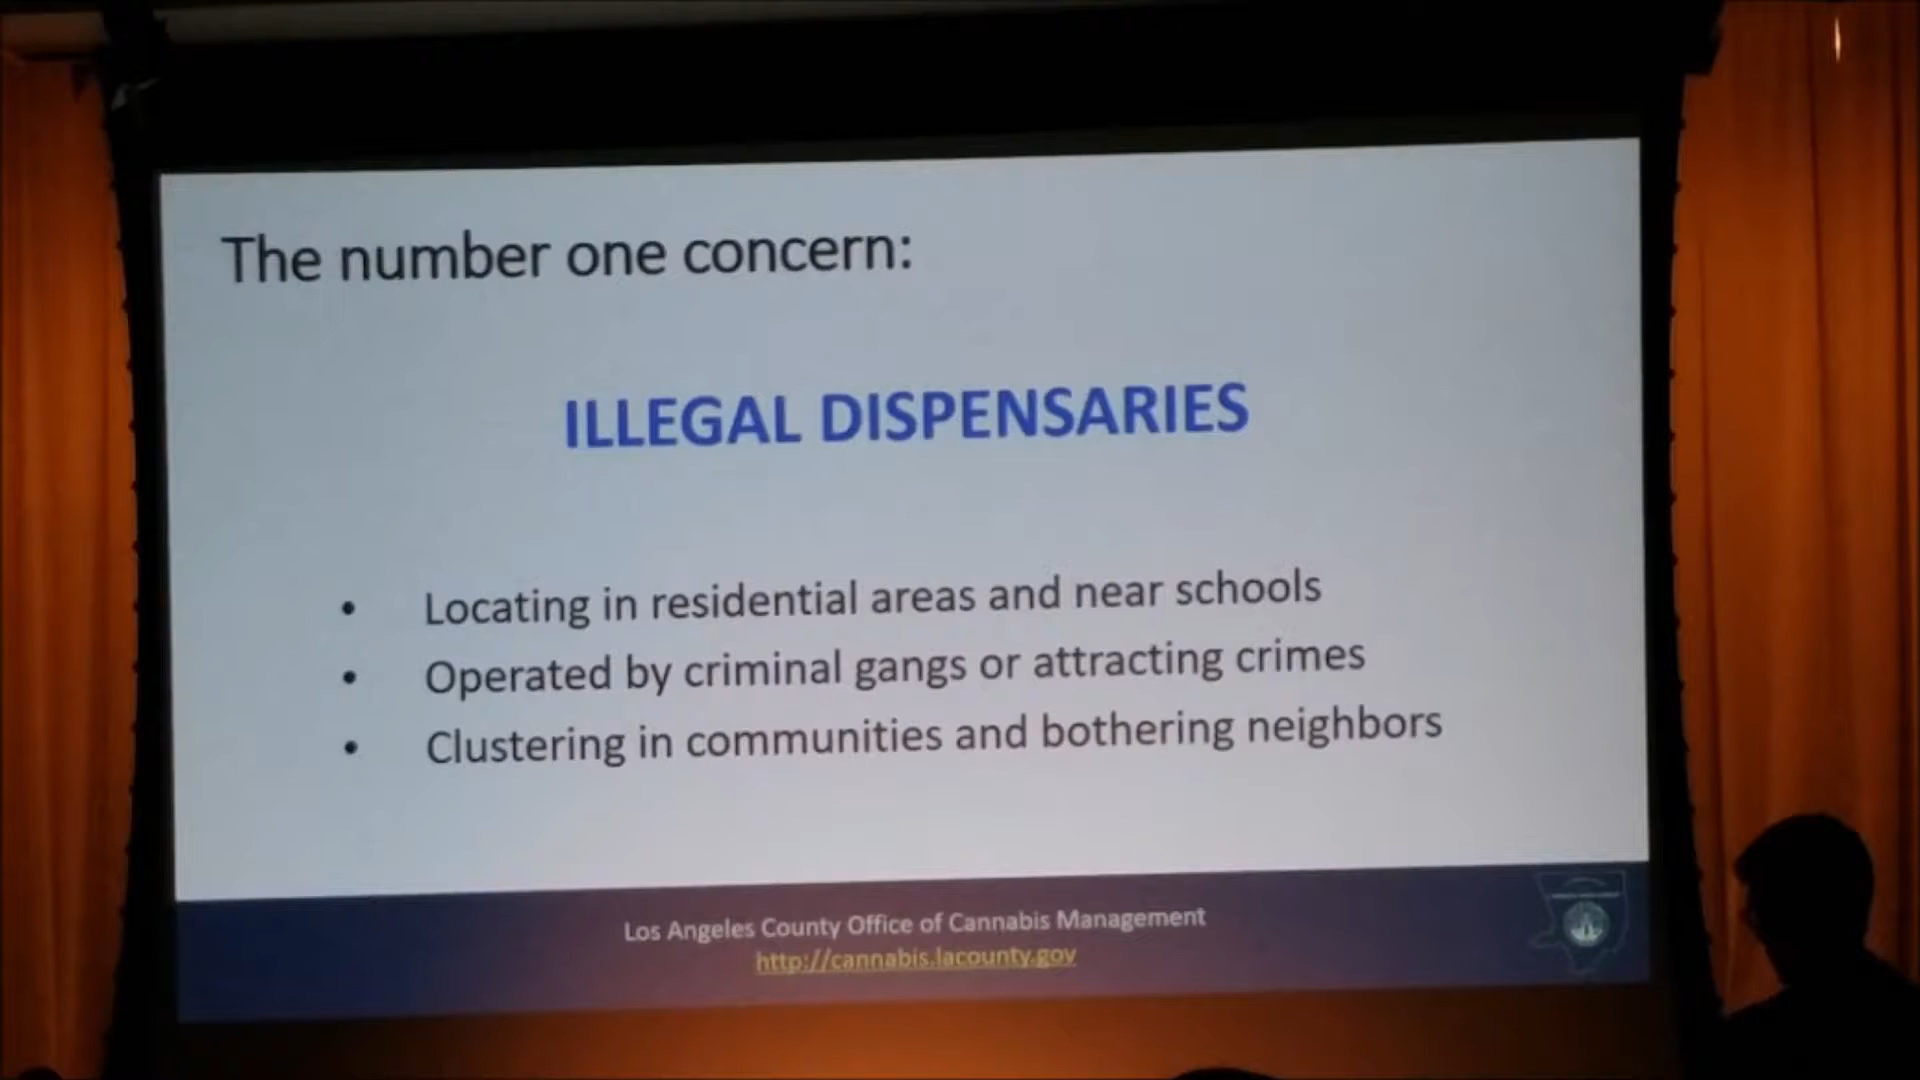 The number one concern:
ILLEGAL DISPENSARIES
• Locating in residential areas and near schools
• Operated by criminal gangs or attracting crimes
• Clustering in communities and bothering neighbors
Los Angeles County Office of Cannabis Management
http://cannabis.lacounty.gov